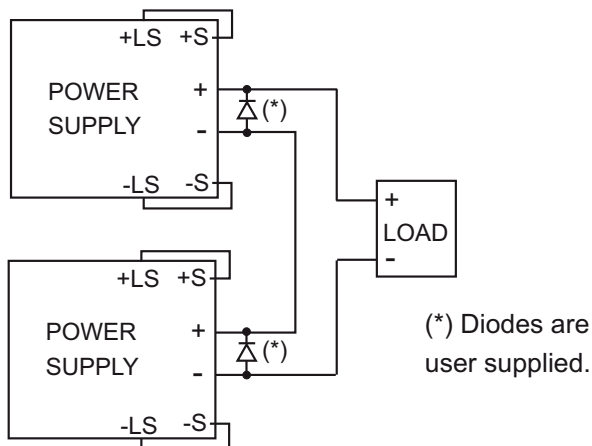 +LS +S
POWER
SUPPLY
+
-
(*)
-LS -S
+
LOAD
-
+LS +S
POWER
SUPPLY
+
-
(*)
-LS -S
(*) Diodes are
user supplied.